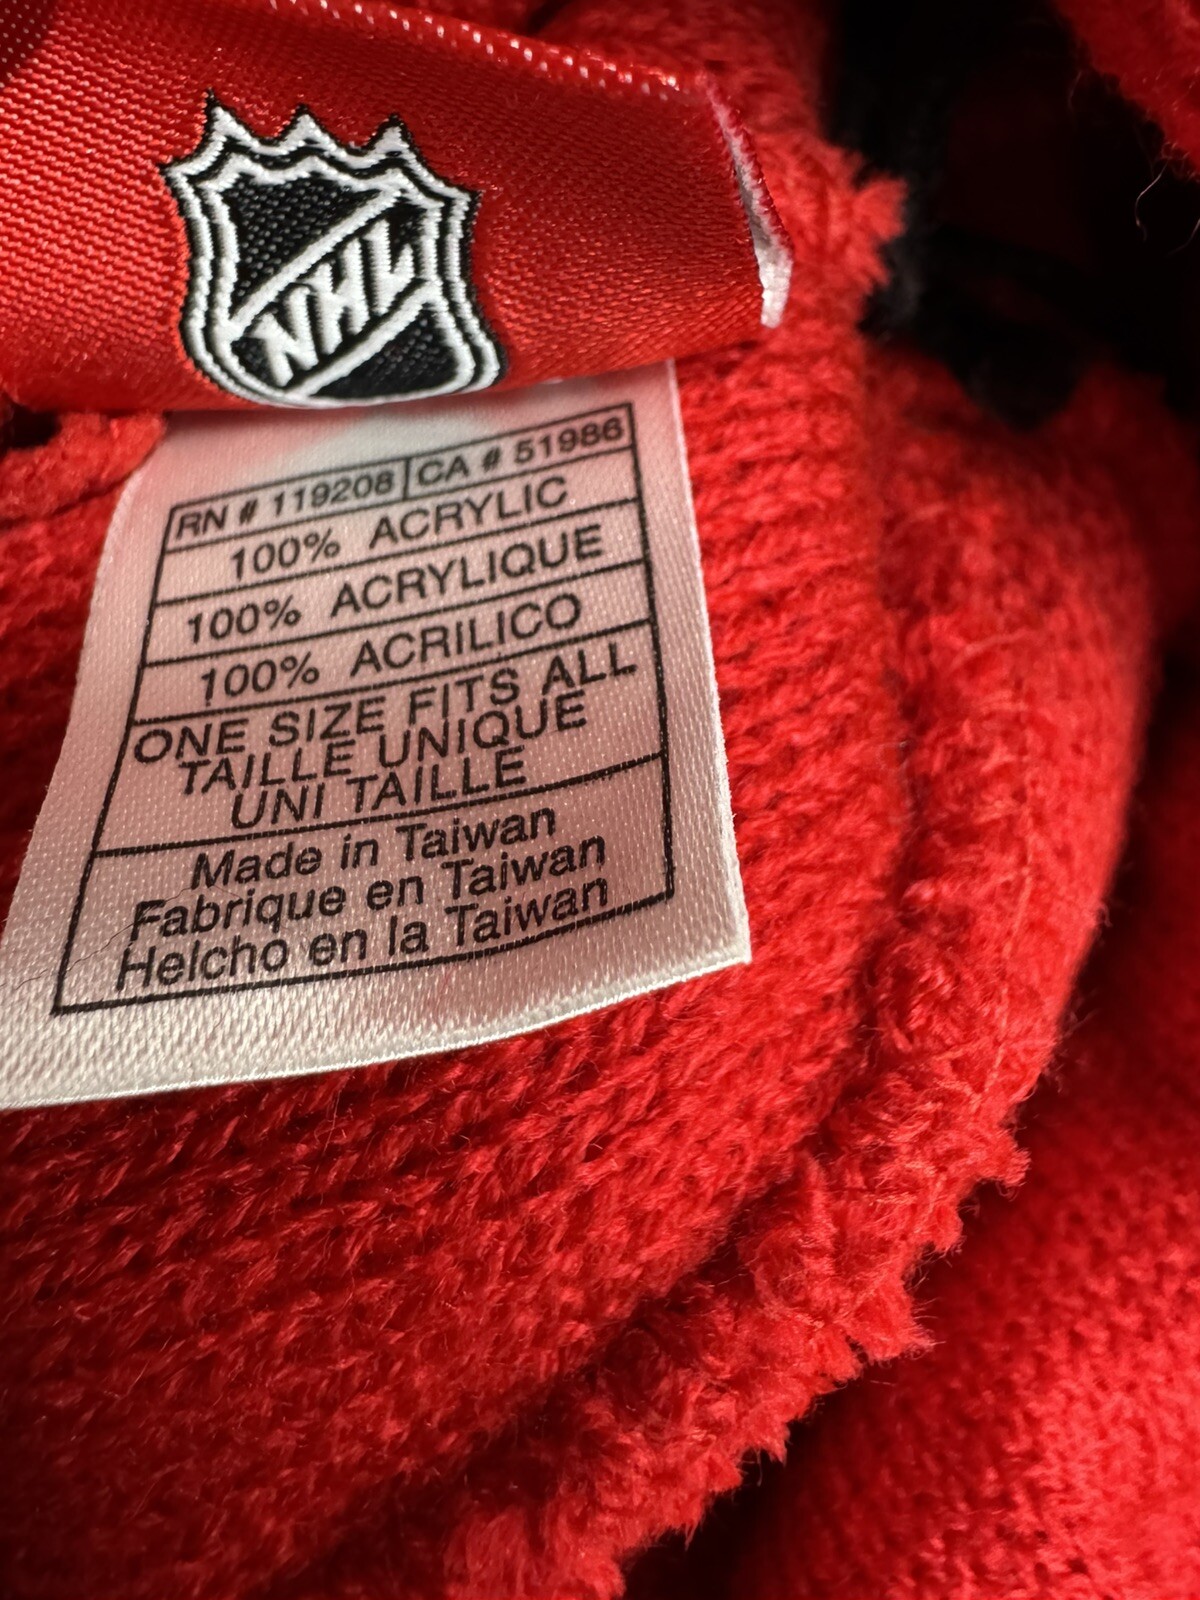 NHL
RN # 119208 CA # 51986
100% ACRYLIC
100% ACRYLIQUE
100% ACRILICO
ONE SIZE FITS ALL
TAILLE UNIQUE
UNI TAILLE
Made in Taiwan
Fabrique en Taiwan
Helcho en la Taiwan